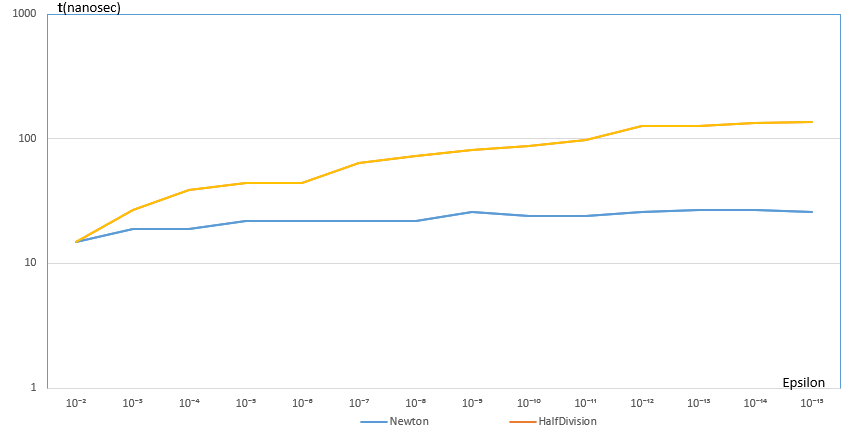 t(nanosec)
1000
100
10
1
Epsilon
10⁻² 10⁻³ 10⁻⁴ 10⁻⁵ 10⁻⁶ 10⁻⁷ 10⁻⁸ 10⁻⁹ 10⁻¹⁰ 10⁻¹¹ 10⁻¹² 10⁻¹³ 10⁻¹⁴ 10⁻¹⁵
Newton HalfDivision